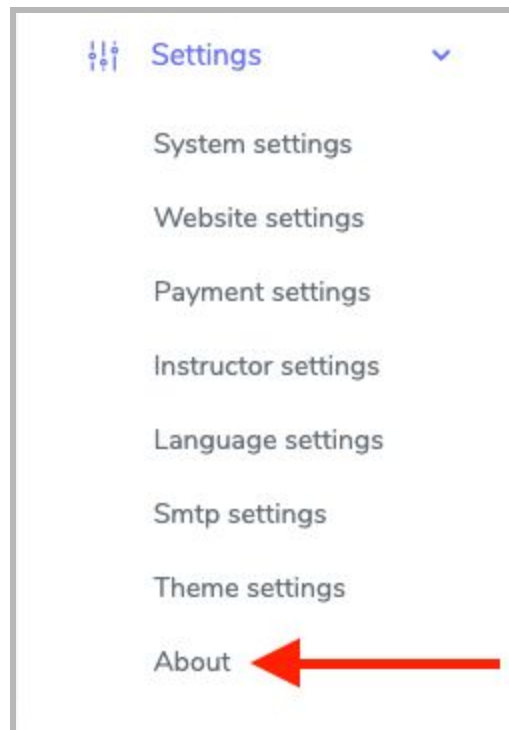 Settings
System settings
Website settings
Payment settings
Instructor settings
Language settings
Smtp settings
Theme settings
About